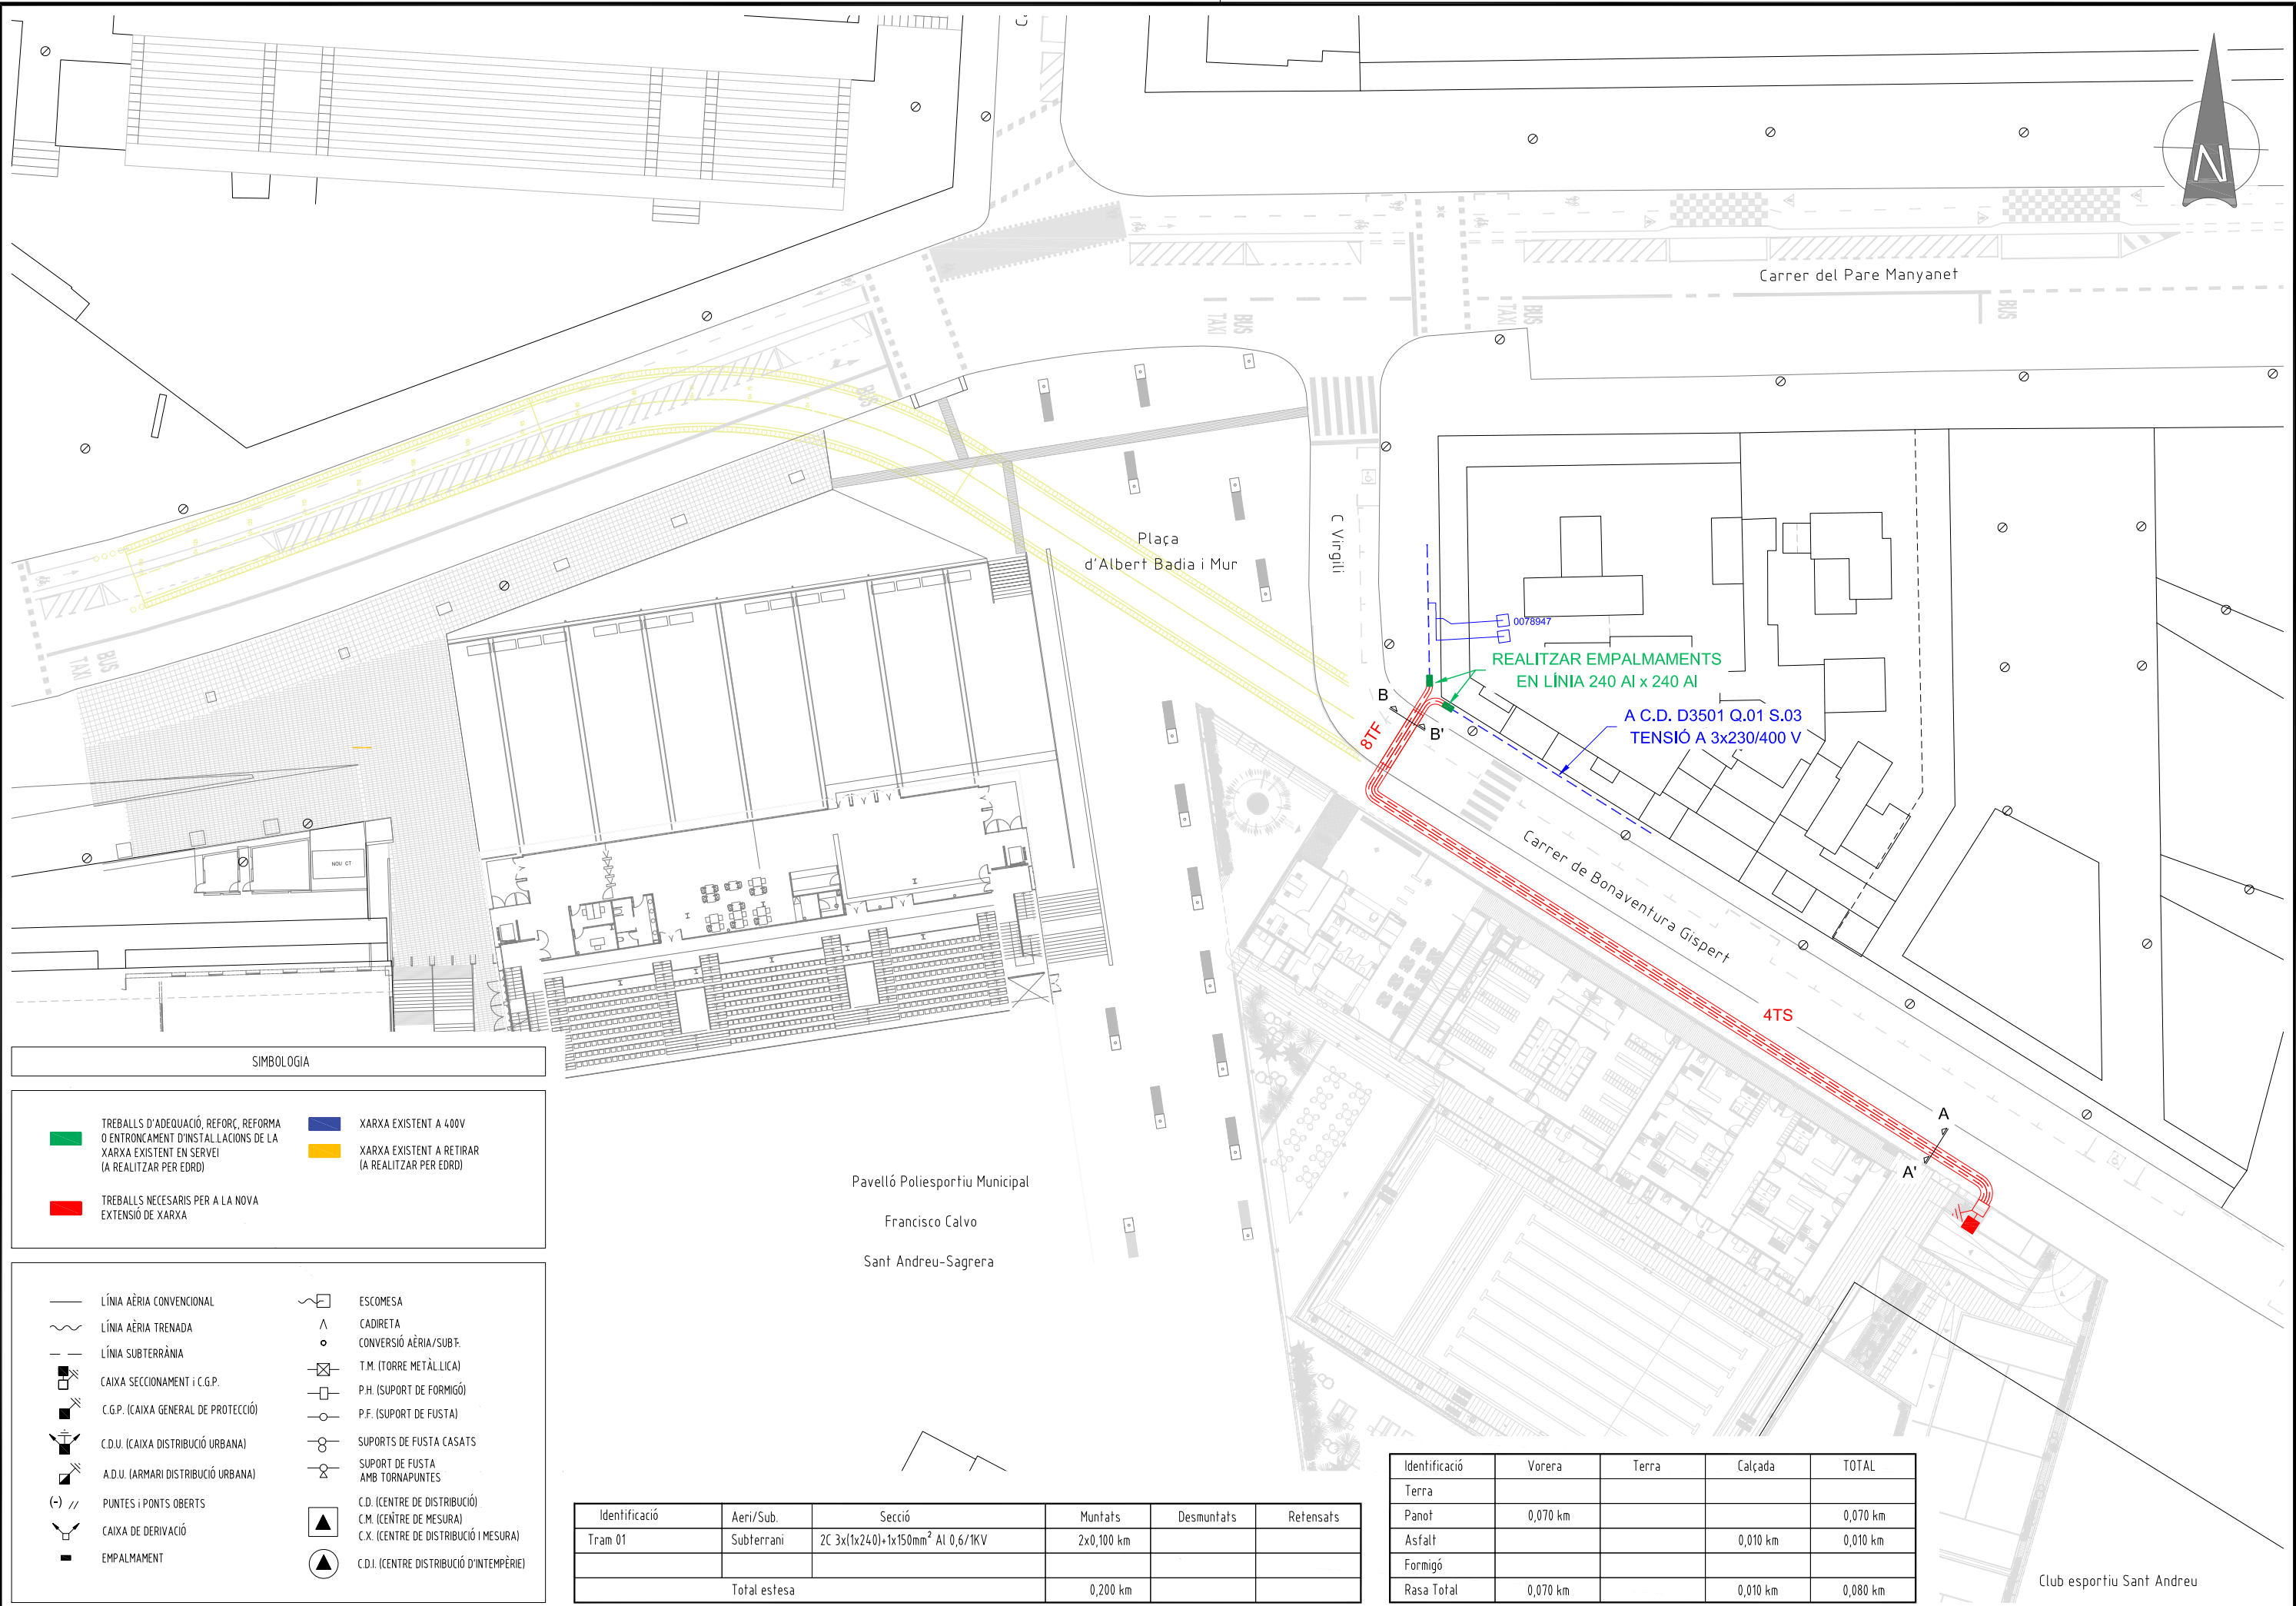 N
Carrer del Pare Manyanet
BUS
TAXI
BUS
TAXI
BUS
BUS
Plaça
d'Albert Badia i Mur
C Virgili
0078947
REALITZAR EMPALMAMENTS
EN LÍNIA 240 Al x 240 Al
A C.D. D3501 Q.01 S.03
TENSIÓ A 3x230/400 V
B
B'
8TF
BUS
TAXI
NOU CT
Carrer de Bonaventura Gispert
4TS
A
A'
Pavelló Poliesportiu Municipal
Francisco Calvo
Sant Andreu-Sagrera
SIMBOLOGIA
TREBALLS D'ADEQUACIÓ, REFORÇ, REFORMA
O ENTRONCAMENT D'INSTAL.LACIONS DE LA
XARXA EXISTENT EN SERVEI
(A REALITZAR PER EDRD)
XARXA EXISTENT A 400V
XARXA EXISTENT A RETIRAR
(A REALITZAR PER EDRD)
TREBALLS NECESARIS PER A LA NOVA
EXTENSIÓ DE XARXA
LÍNIA AÈRIA CONVENCIONAL
LÍNIA AÈRIA TRENADA
LÍNIA SUBTERRÀNIA
CAIXA SECCIONAMENT i C.G.P.
C.G.P. (CAIXA GENERAL DE PROTECCIÓ)
C.D.U. (CAIXA DISTRIBUCIÓ URBANA)
A.D.U. (ARMARI DISTRIBUCIÓ URBANA)
(-) // PUNTES i PONTS OBERTS
CAIXA DE DERIVACIÓ
EMPALMAMENT
ESCOMESA
CADIRETA
CONVERSIÓ AÈRIA/SUBT.
T.M. (TORRE METÀL.LICA)
P.H. (SUPORT DE FORMIGÓ)
P.F. (SUPORT DE FUSTA)
SUPORTS DE FUSTA CASATS
SUPORT DE FUSTA
AMB TORNAPUNTES
C.D. (CENTRE DE DISTRIBUCIÓ)
C.M. (CENTRE DE MESURA)
C.X. (CENTRE DE DISTRIBUCIÓ I MESURA)
C.D.I. (CENTRE DISTRIBUCIÓ D'INTEMPÈRIE)
Identificació Aeri/Sub. Secció Muntats Desmuntats Retensats
Tram 01 Subterrani 2C 3x(1x240)+1x150mm² Al 0,6/1KV 2x0,100 km
Total estesa 0,200 km
Identificació Vorera Terra Calçada TOTAL
Terra
Panot 0,070 km 0,070 km
Asfalt 0,010 km 0,010 km
Formigó
Rasa Total 0,070 km 0,010 km 0,080 km
Club esportiu Sant Andreu